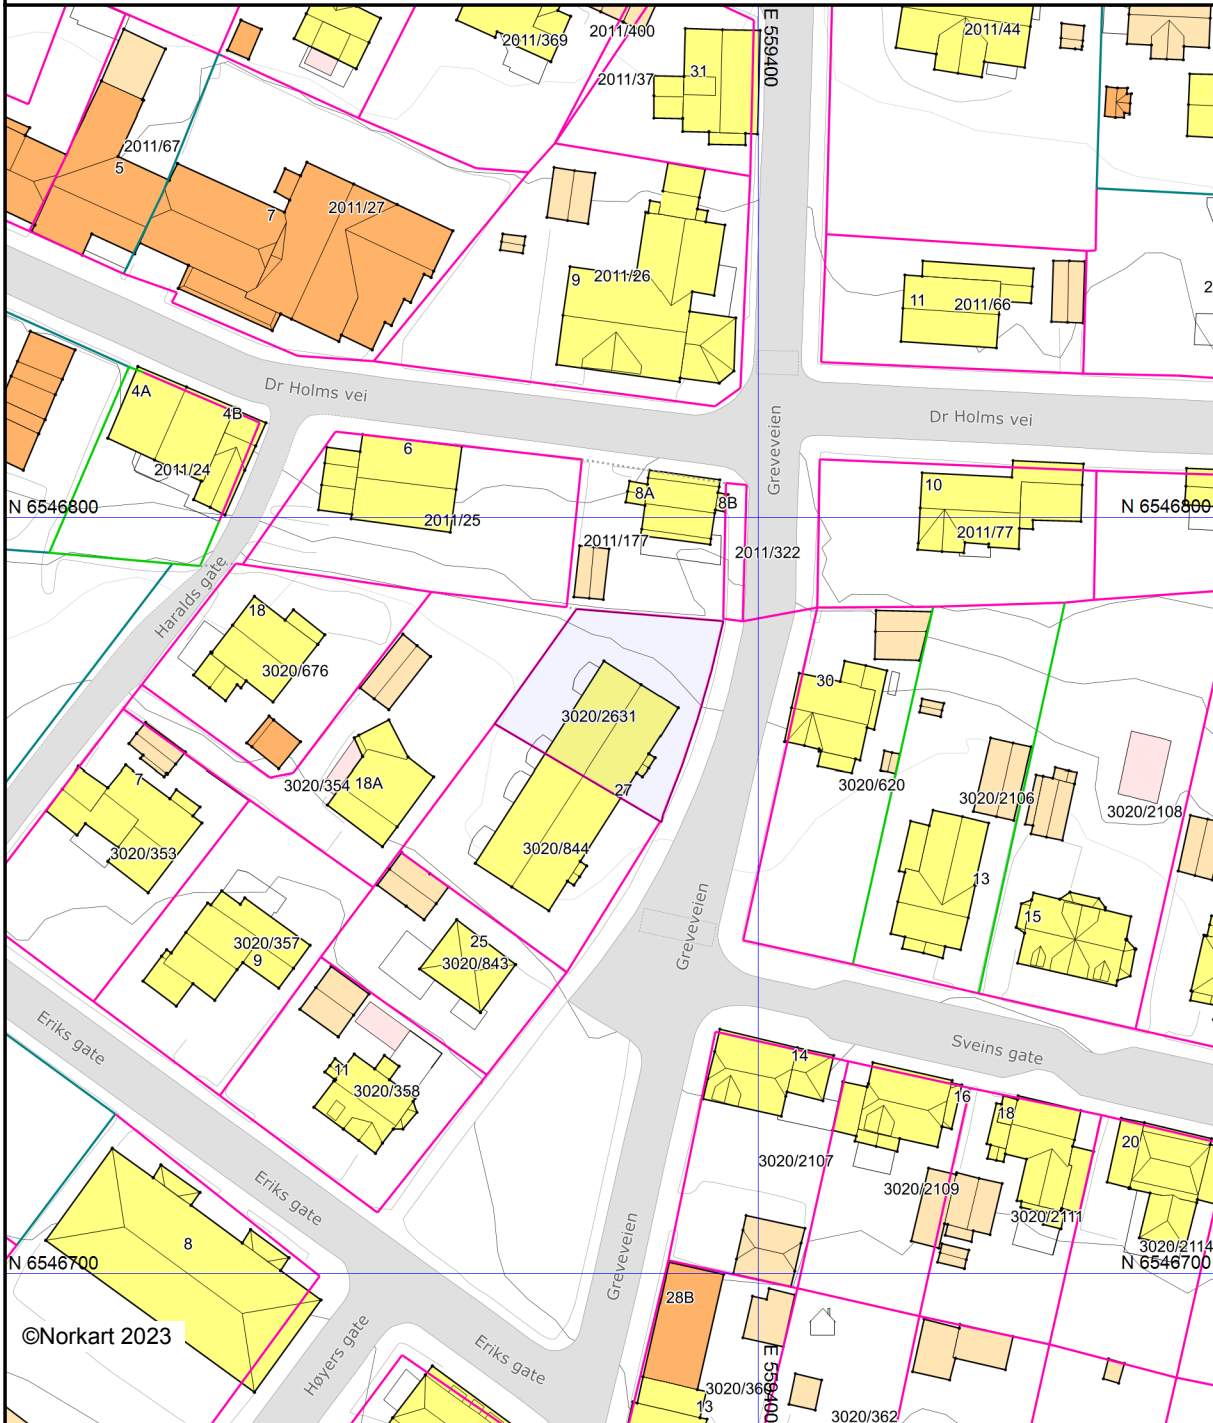 2011/369
2011/400
E 559400
2011/44
2011/37
31
2011/67
5
7
2011/27
9
2011/26
11
2011/66
2
Dr Holms vei
Dr Holms vei
Greveveien
4A
4B
2011/24
6
2011/25
8A
8B
10
N 6546800
N 6546800
2011/177
2011/322
2011/77
Haralds gate
18
3020/676
3020/2631
30
3020/354
18A
27
3020/620
3020/2106
3020/2108
7
3020/353
3020/844
13
15
3020/357
9
25
3020/843
Greveveien
Eriks gate
Sveins gate
11
3020/358
14
16
18
20
3020/2107
3020/2109
3020/2111
3020/2114
Eriks gate
8
Greveveien
N 6546700
N 6546700
28B
©Norkart 2023
Høyers gate
Eriks gate
E 559400
3020/360
13
3020/362